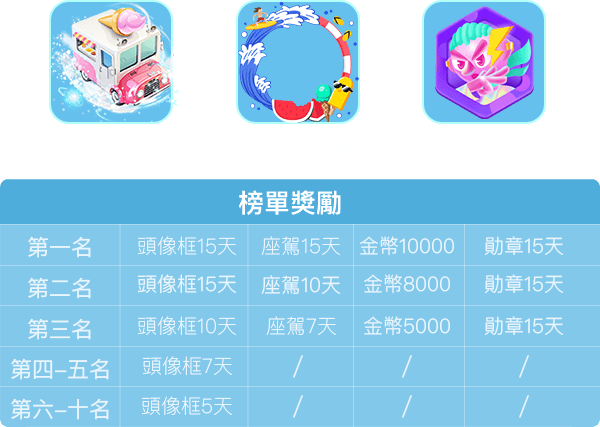 榜單獎勵
第一名 頭像框15天 座駕15天 金幣10000 勛章15天
第二名 頭像框15天 座駕10天 金幣8000 勛章15天
第三名 頭像框10天 座駕7天 金幣5000 勛章15天
第四-五名 頭像框7天 / / /
第六-十名 頭像框5天 / / /